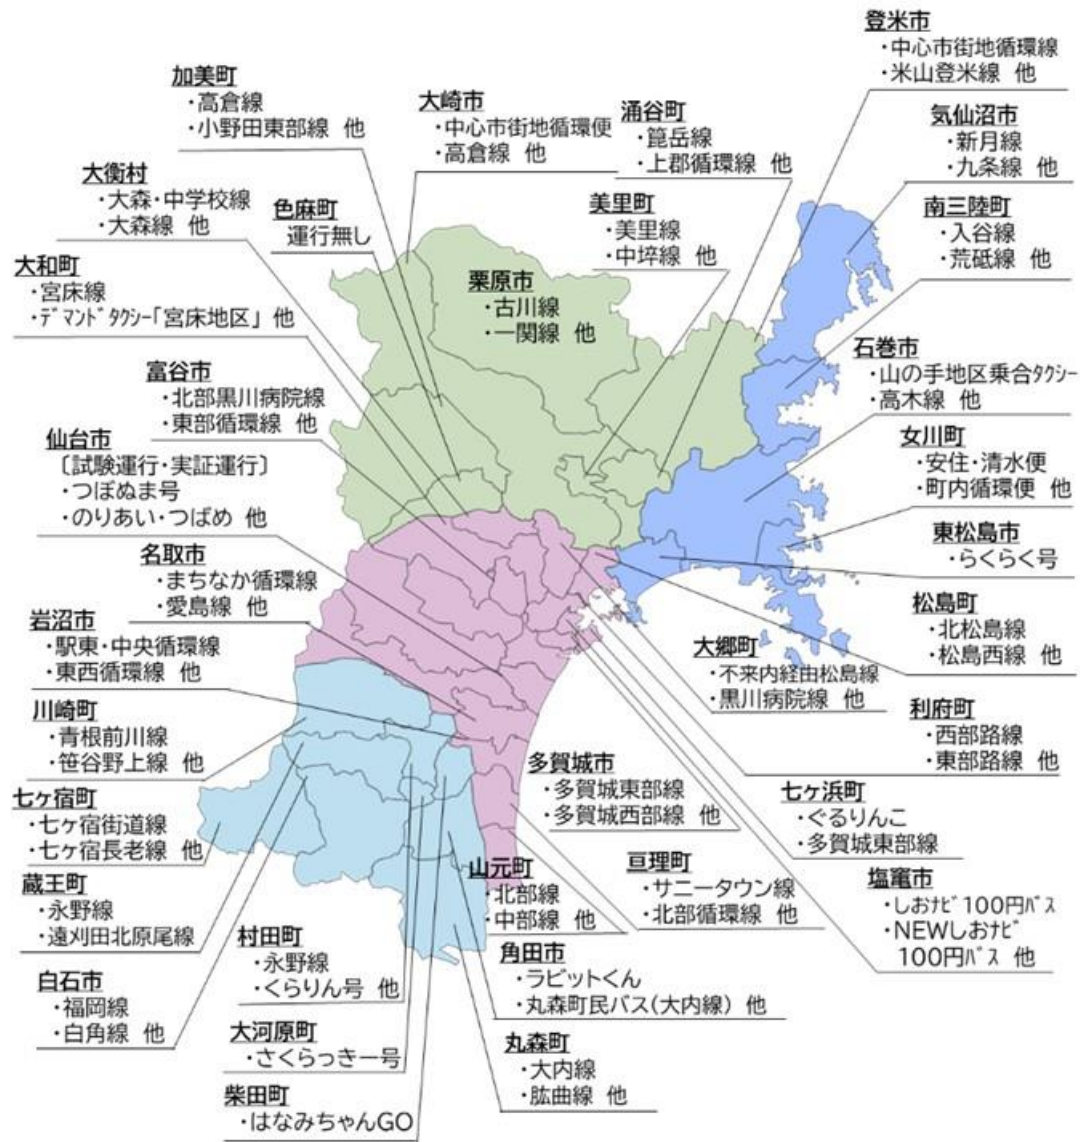 登米市
・中心市街地循環線
・米山登米線 他
加美町
・高倉線
・小野田東部線 他
大崎市
・中心市街地循環便
・高倉線 他
涌谷町
・箟岳線
・上郡循環線 他
気仙沼市
・新月線
・九条線 他
大衡村
・大森・中学校線
・大森線 他
色麻町
運行無し
美里町
・美里線
・中埣線 他
南三陸町
・入谷線
・荒砥線 他
大和町
・宮床線
・デマンドタクシー「宮床地区」 他
栗原市
・古川線
・一関線 他
石巻市
・山の手地区乗合タクシー
・高木線 他
富谷市
・北部黒川病院線
・東部循環線 他
仙台市
〔試験運行・実証運行〕
・つぼぬま号
・のりあい・つばめ 他
女川町
・安住・清水便
・町内循環便 他
東松島市
・らくらく号
名取市
・まちなか循環線
・愛島線 他
松島町
・北松島線
・松島西線 他
岩沼市
・駅東・中央循環線
・東西循環線 他
大郷町
・不来内経由松島線
・黒川病院線 他
川崎町
・青根前川線
・笹谷野上線 他
利府町
・西部路線
・東部路線 他
多賀城市
・多賀城東部線
・多賀城西部線 他
七ヶ浜町
・ぐるりんこ
・多賀城東部線
七ヶ宿町
・七ヶ宿街道線
・七ヶ宿長老線 他
山元町
・北部線
・中部線 他
亘理町
・サニータウン線
・北部循環線 他
塩竈市
・しおナビ100円バス
・NEWしおナビ
100円バス 他
蔵王町
・永野線
・遠刈田北原尾線
村田町
・永野線
・くらりん号 他
角田市
・ラビットくん
・丸森町民バス(大内線) 他
白石市
・福岡線
・白角線 他
大河原町
・さくらっきー号
丸森町
・大内線
・肱曲線 他
柴田町
・はなみちゃんGO